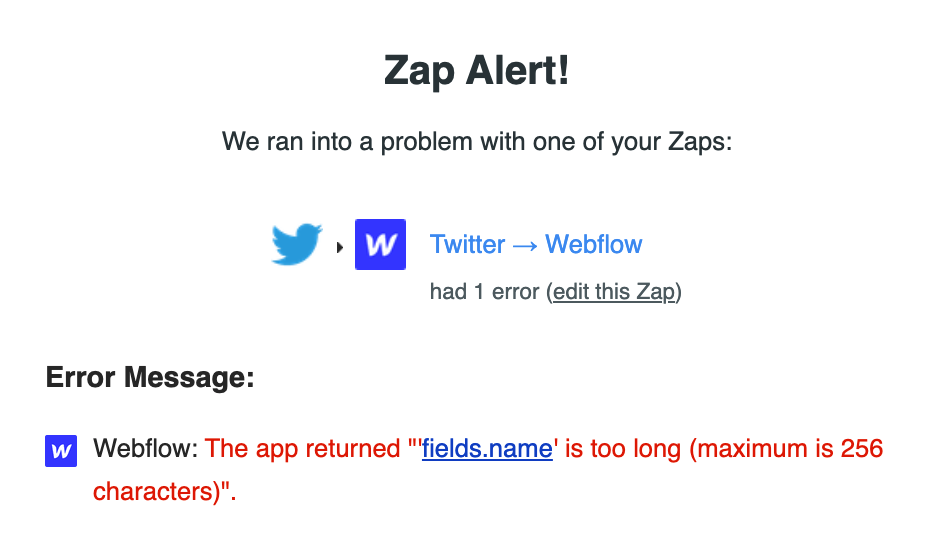 Zap Alert!
We ran into a problem with one of your Zaps:
W
Twitter → Webflow
had 1 error (edit this Zap)
Error Message:
W Webflow: The app returned "'fields.name' is too long (maximum is 256
characters)".